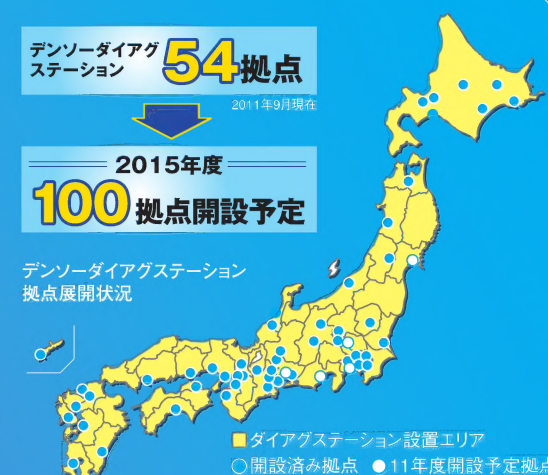 デンソーダイアグ
ステーション 54拠点
2011年9月現在
2015年度
100拠点開設予定
デンソーダイアグステーション
拠点展開状況
ダイアグステーション設置エリア
開設済み拠点 11年度開設予定拠点